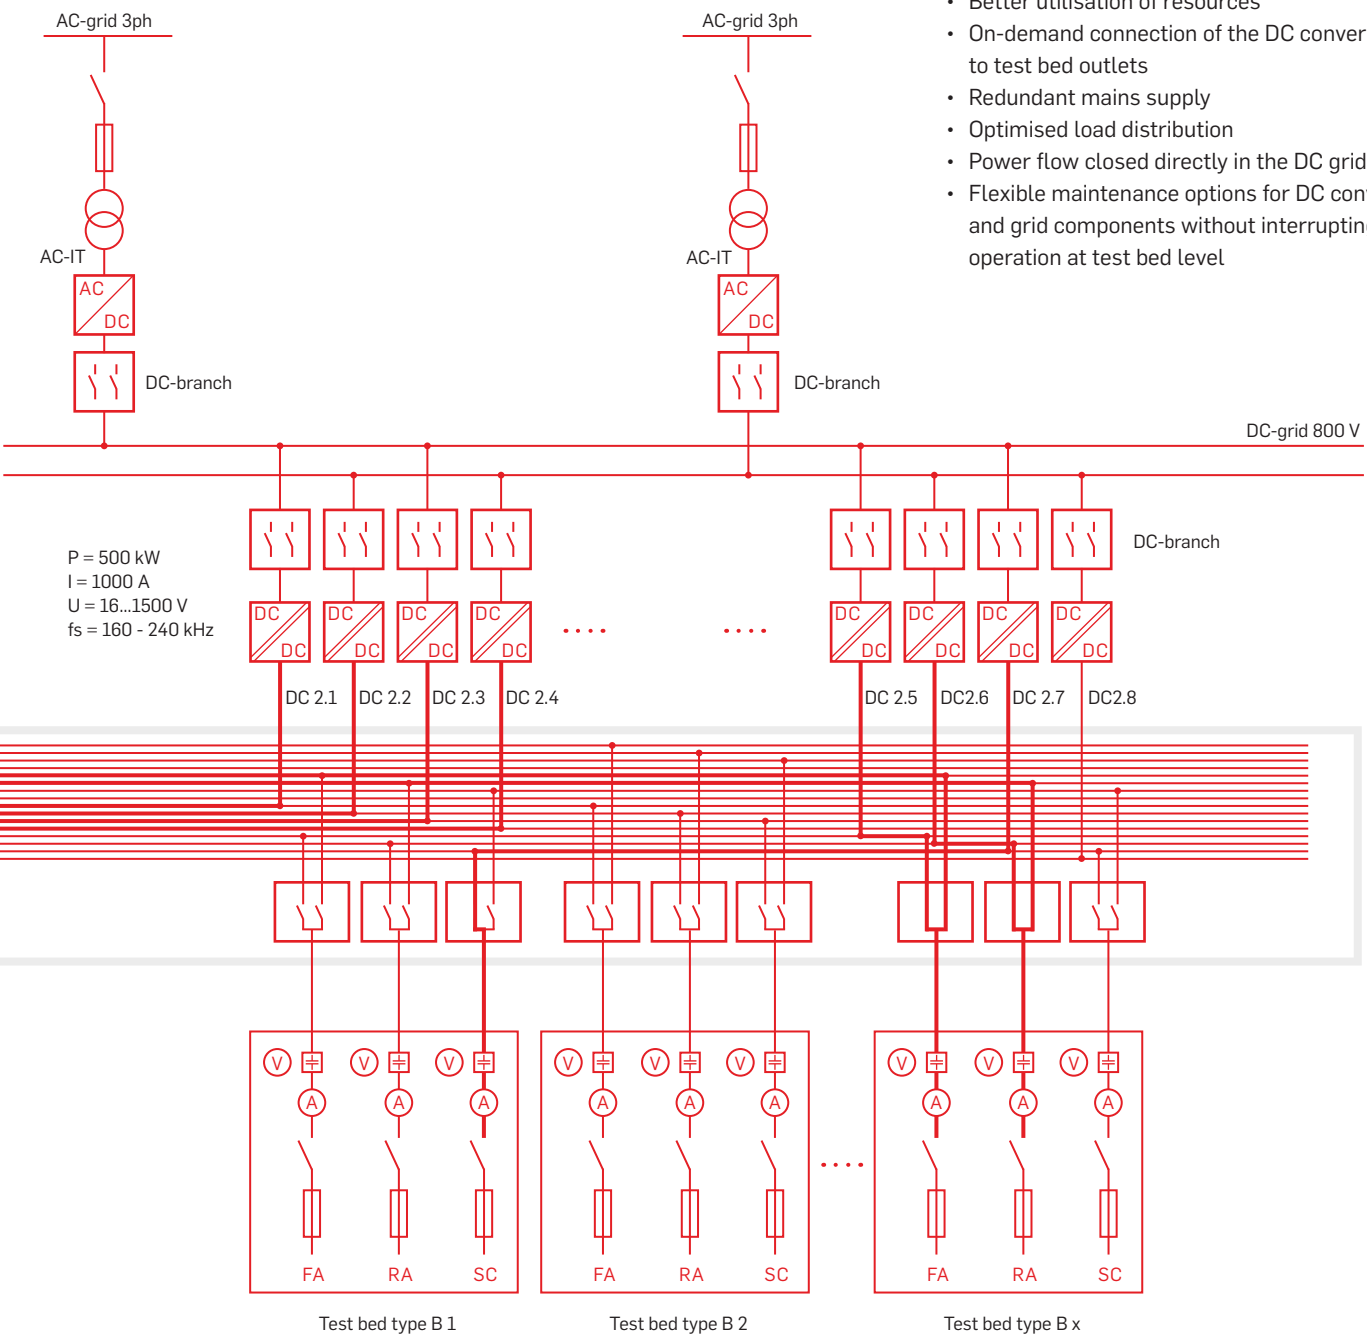 AC-grid 3ph
AC-grid 3ph
• Better utilisation of resources
• On-demand connection of the DC conver
to test bed outlets
• Redundant mains supply
• Optimised load distribution
• Power flow closed directly in the DC grid
• Flexible maintenance options for DC con
and grid components without interrupting
operation at test bed level
AC-IT
AC-IT
AC
DC
AC
DC
DC-branch
DC-branch
DC-grid 800 V
P = 500 kW
I = 1000 A
U = 16...1500 V
fs = 160 - 240 kHz
DC-branch
DC DC DC DC DC DC DC DC
DC DC DC DC DC DC DC DC
DC 2.1 DC 2.2 DC 2.3 DC 2.4 DC 2.5 DC2.6 DC 2.7 DC2.8
V V V V V V V V V
A A A A A A A A A
FA RA SC FA RA SC FA RA SC
Test bed type B 1 Test bed type B 2 Test bed type B x